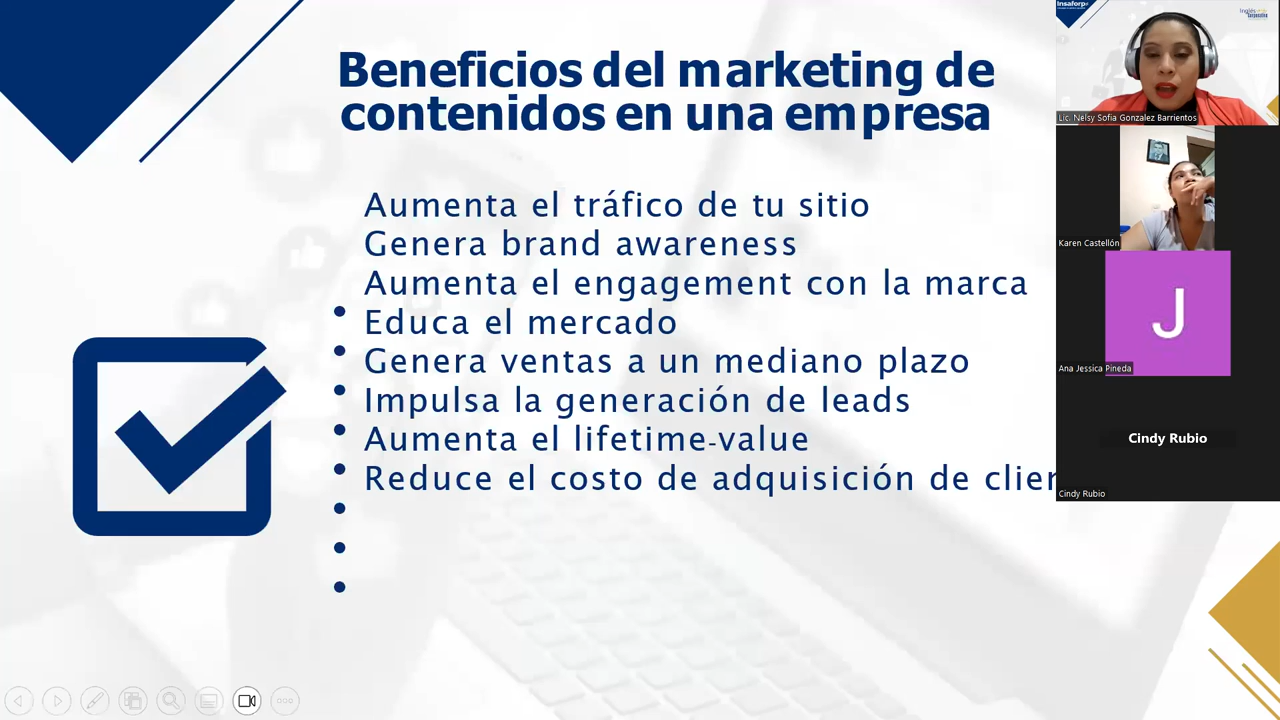 Beneficios del marketing de
contenidos en una empresa
Aumenta el tráfico de tu sitio
Genera brand awareness
Aumenta el engagement con la marca
Educa el mercado
Genera ventas a un mediano plazo
Impulsa la generación de leads
Aumenta el lifetime-value
Reduce el costo de adquisición de clien
Insaforp
Inglés
corporativo
Lic. Nelsy Sofia Gonzalez Barrientos
Karen Castellón
J
Ana Jessica Pineda
Cindy Rubio
Cindy Rubio